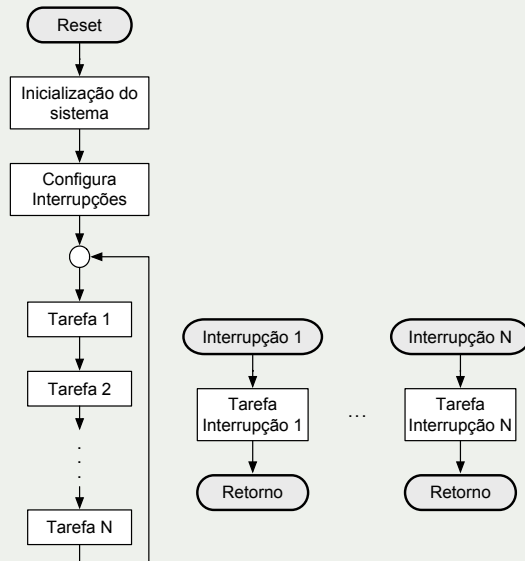 Reset
Inicialização do
sistema
Configura
Interrupções
Tarefa 1
Tarefa 2
. . . .
Tarefa N
Interrupção 1
Tarefa
Interrupção 1
Retorno
...
Interrupção N
Tarefa
Interrupção N
Retorno